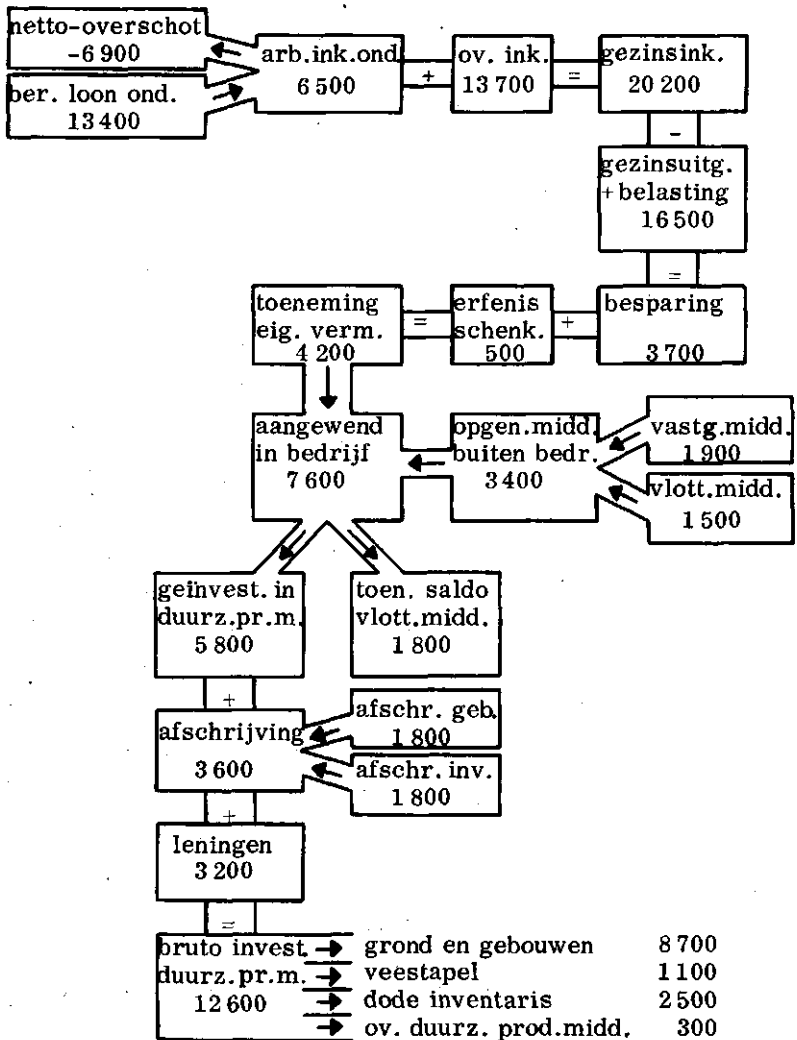 netto-overschot
-6 900
ber. loon ond.
13 400
arb.ink.ond.
6 500
+
ov. ink.
13 700
=
gezinsink.
20 200
-
gezinsuitg.
+belasting
16 500
=
besparing
3 700
+
erfenis
schenk.
500
=
toeneming
eig. verm.
4 200
aangewend
in bedrijf
7 600
opgen.midd.
buiten bedr.
3 400
vastg.midd.
1 900
vlott.midd.
1 500
geïnvest. in
duurz.pr.m.
5 800
toen. saldo
vlott.midd.
1 800
+
afschrijving
3 600
afschr. geb.
1 800
afschr. inv.
1 800
+
leningen
3 200
=
bruto invest.
duurz.pr.m.
12 600
grond en gebouwen 8 700
veestapel 1 100
dode inventaris 2 500
ov. duurz. prod.midd. 300